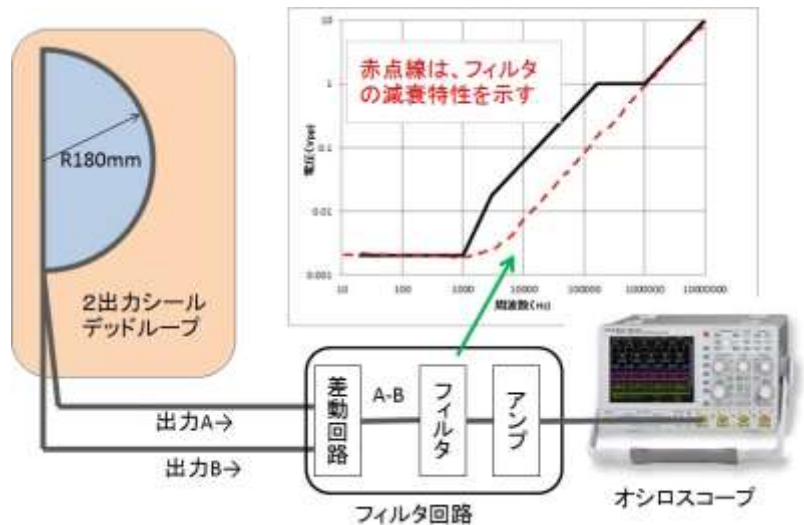 R180mm
2出力シール
デッドループ
赤点線は、フィルタ
の減衰特性を示す
電圧(Vpp)
10
1
0.1
0.01
0.001
10
100
1000
10000
100000
1000000
10000000
周波数(Hz)
出力A→
出力B→
差動回路
A-B
フィルタ
アンプ
フィルタ回路
オシロスコープ